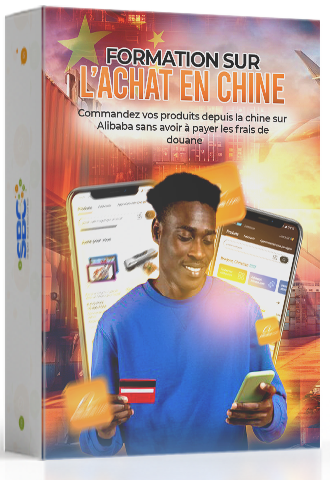 FORMATION SUR
L'ACHAT EN CHINE
Commandez vos produits depuis la chine sur
Alibaba sans avoir à payer les frais de
douane
SBC